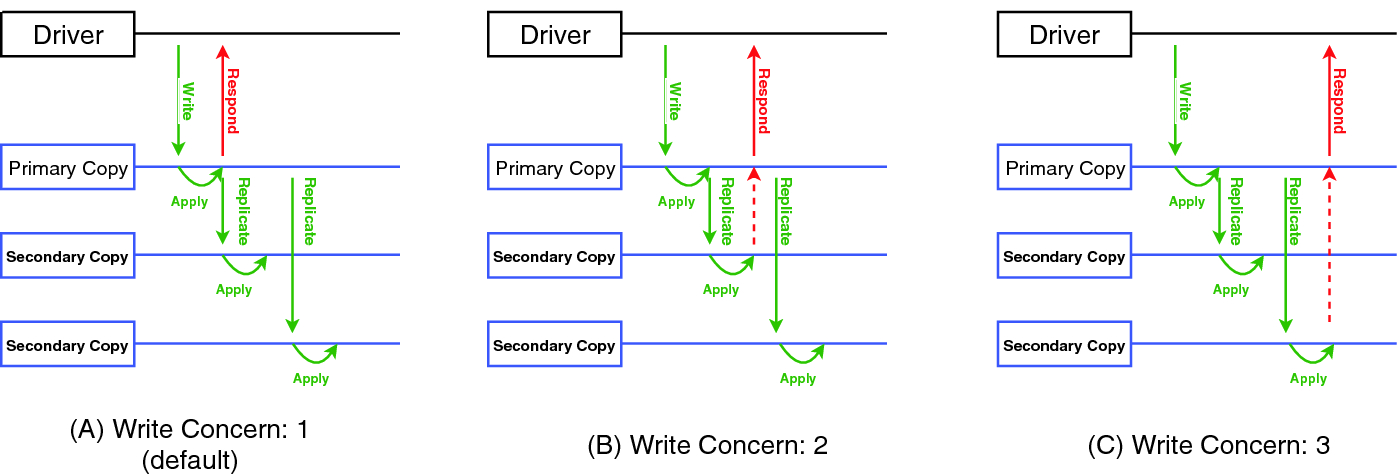 Driver
Write
Respond
Primary Copy
Apply
Replicate
Replicate
Secondary Copy
Apply
Secondary Copy
Apply
(A) Write Concern: 1
(default)
Driver
Write
Respond
Primary Copy
Apply
Replicate
Replicate
Secondary Copy
Apply
Secondary Copy
Apply
(B) Write Concern: 2
Driver
Write
Respond
Primary Copy
Apply
Replicate
Replicate
Secondary Copy
Apply
Secondary Copy
Apply
(C) Write Concern: 3